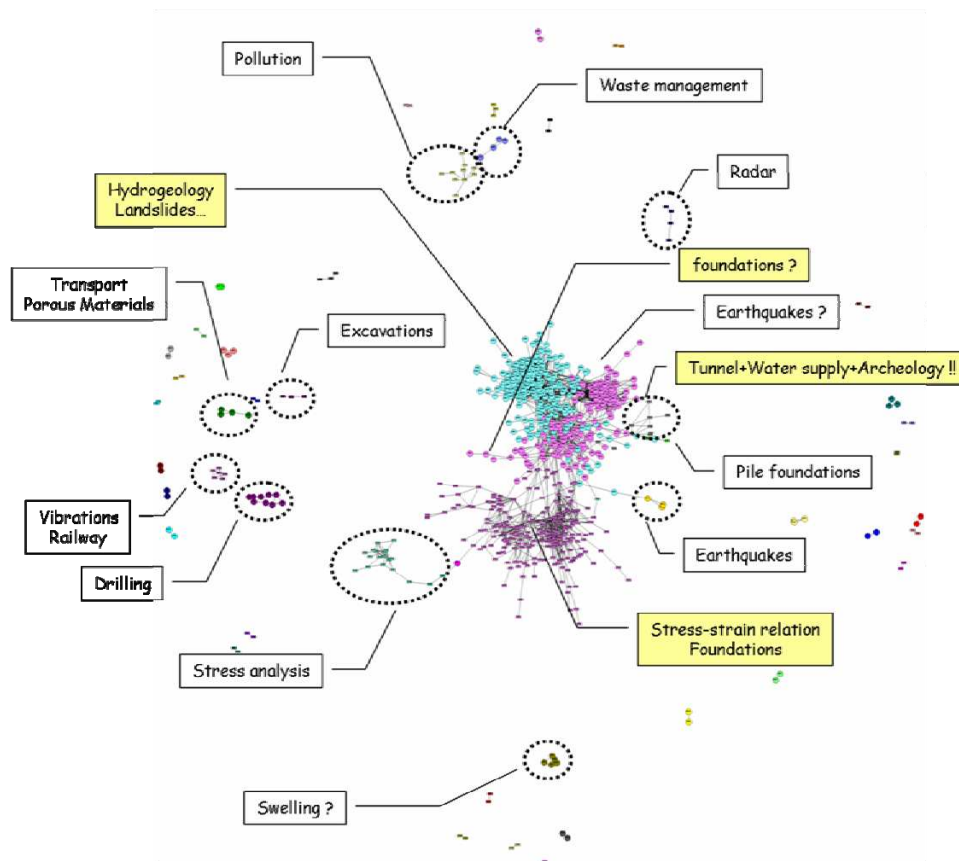 Pollution
Waste management
Radar
Hydrogeology
Landslides...
foundations ?
Transport
Porous Materials
Earthquakes ?
Excavations
Tunnel+Water supply+Archeology !!
Pile foundations
Vibrations
Railway
Earthquakes
Drilling
Stress-strain relation
Foundations
Stress analysis
Swelling ?